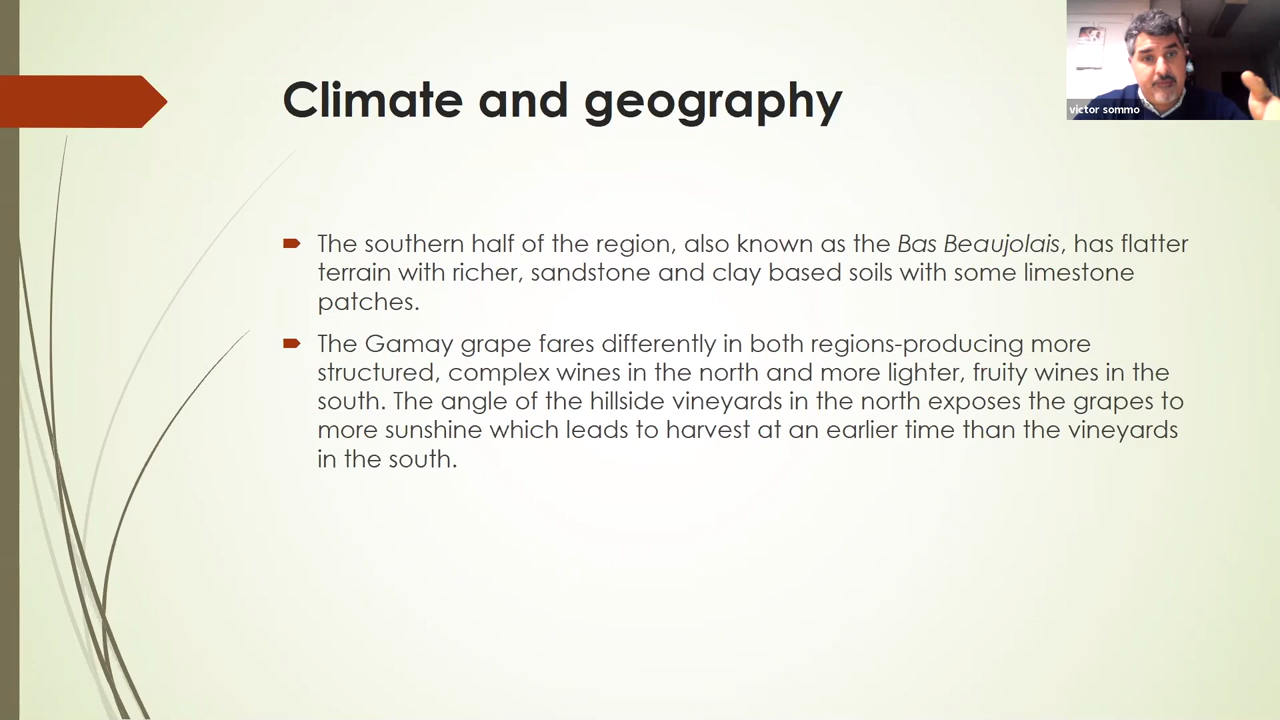 Climate and geography
victor sommo
The southern half of the region, also known as the Bas Beaujolais, has flatter
terrain with richer, sandstone and clay based soils with some limestone
patches.
The Gamay grape fares differently in both regions-producing more
structured, complex wines in the north and more lighter, fruity wines in the
south. The angle of the hillside vineyards in the north exposes the grapes to
more sunshine which leads to harvest at an earlier time than the vineyards
in the south.